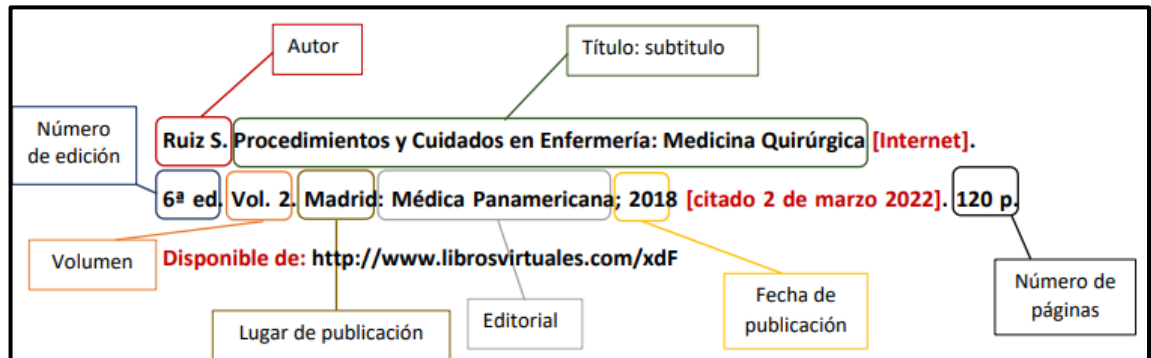 Autor
Título: subtitulo
Número
de edición
Ruiz S. Procedimientos y Cuidados en Enfermería: Medicina Quirúrgica [Internet].
6ª ed. Vol. 2. Madrid: Médica Panamericana; 2018 [citado 2 de marzo 2022]. 120 p.
Disponible de: http://www.librosvirtuales.com/xdF
Volumen
Lugar de publicación
Editorial
Fecha de
publicación
Número de
páginas